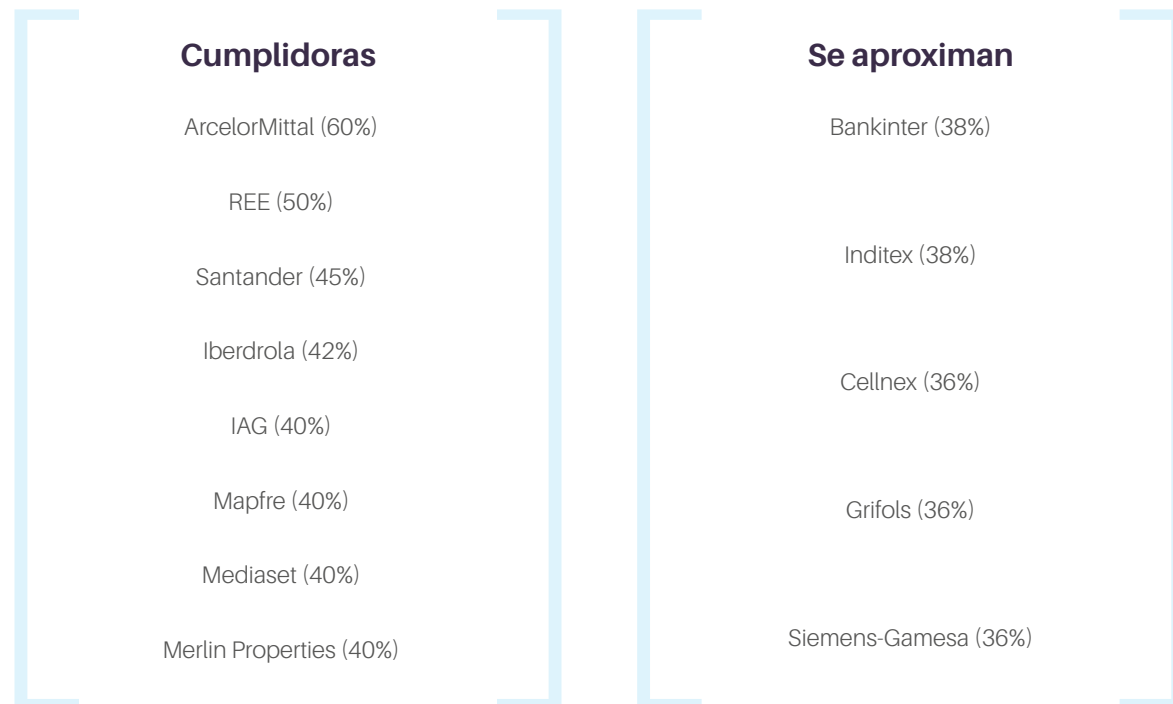 Cumplidoras
ArcelorMittal (60%)
REE (50%)
Santander (45%)
Iberdrola (42%)
IAG (40%)
Mapfre (40%)
Mediaset (40%)
Merlin Properties (40%)
Se aproximan
Bankinter (38%)
Inditex (38%)
Cellnex (36%)
Grifols (36%)
Siemens-Gamesa (36%)